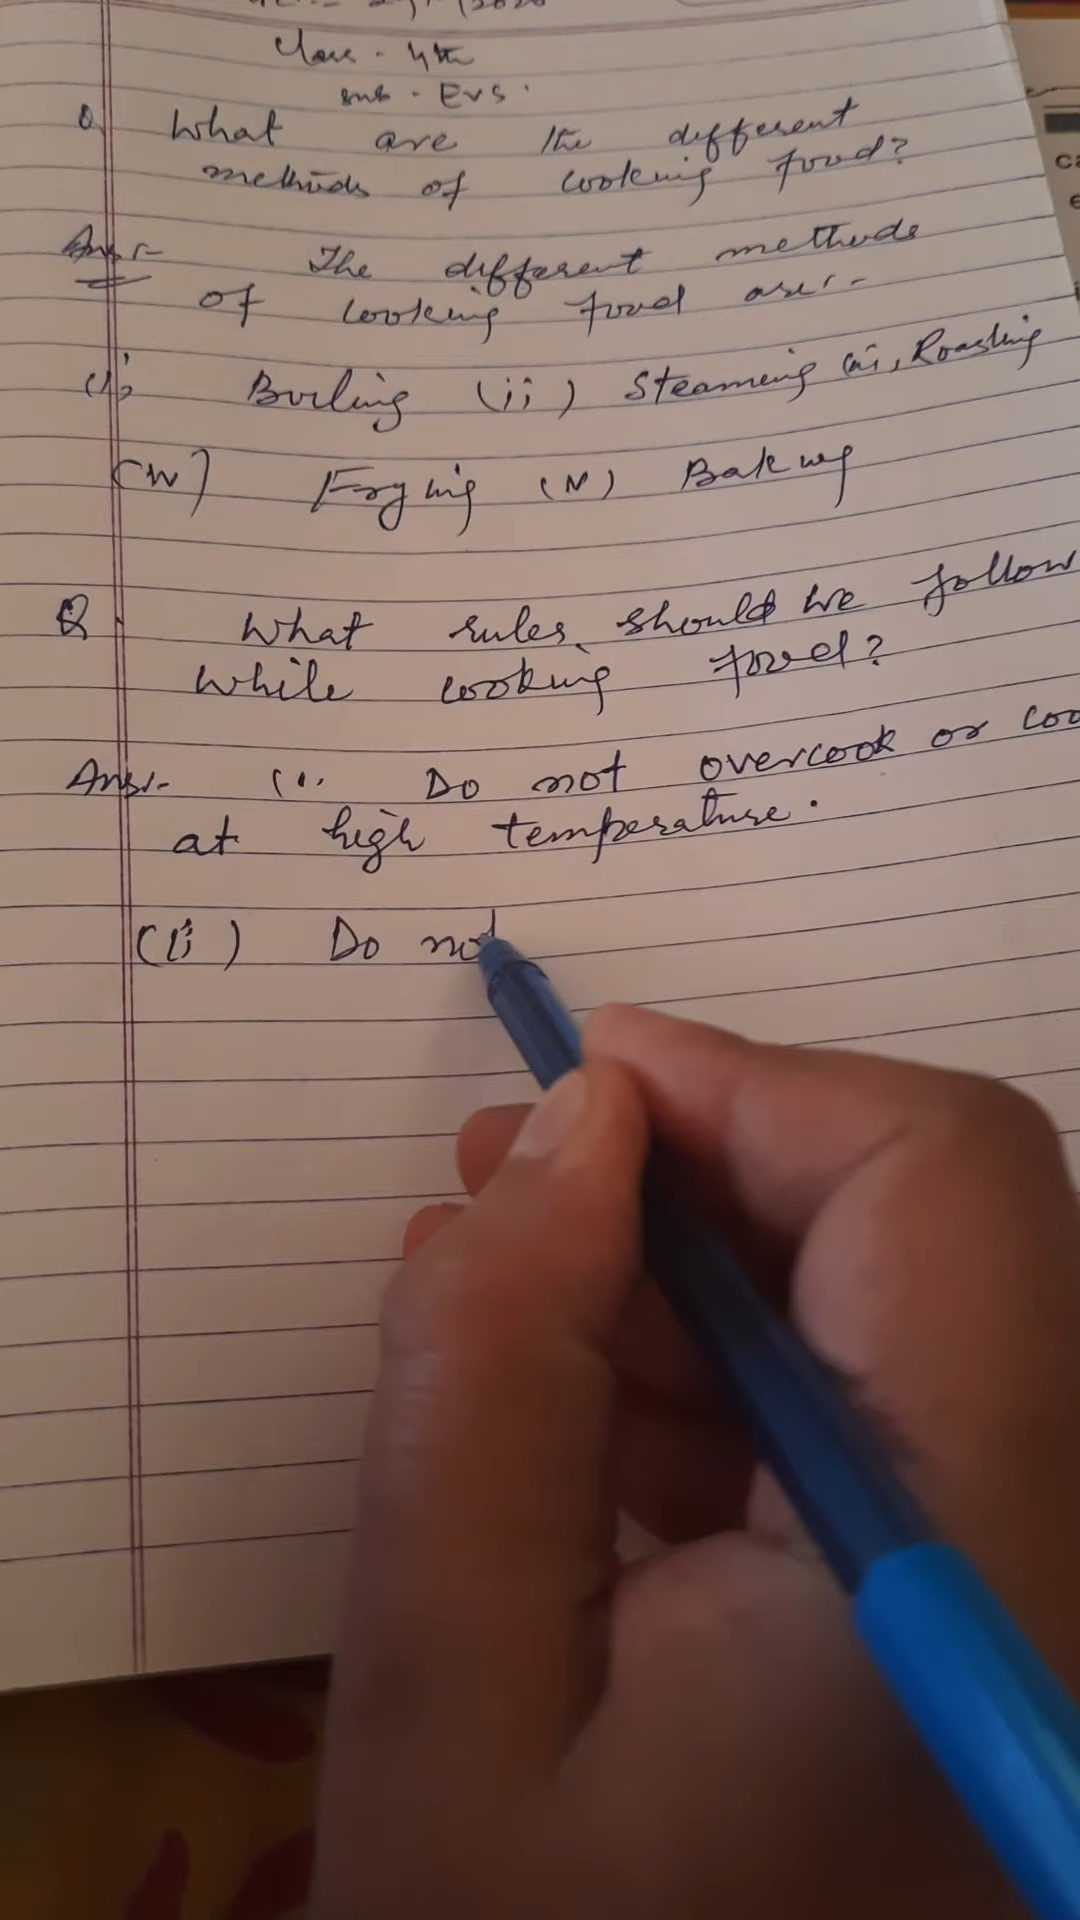 Class - 4th
sub - EVS.
Q What are the different
methods of cooking food?
Ans:- The different methods
of cooking food are:-
(i) Boiling (ii) Steaming (iii) Roasting
(iv) Frying (v) Baking
Q. What rules should we follow
while cooking food?
Ans:- (i. Do not overcook or coo
at high temperature.
(ii) Do not